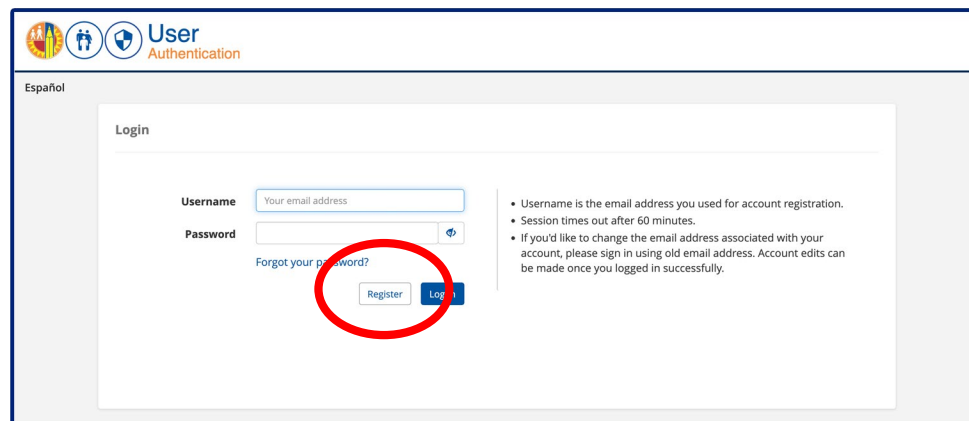 User
Authentication
Español
Login
Username
Your email address
Password
Forgot your password?
Register
Login
• Username is the email address you used for account registration.
• Session times out after 60 minutes.
• If you'd like to change the email address associated with your
account, please sign in using old email address. Account edits can
be made once you logged in successfully.